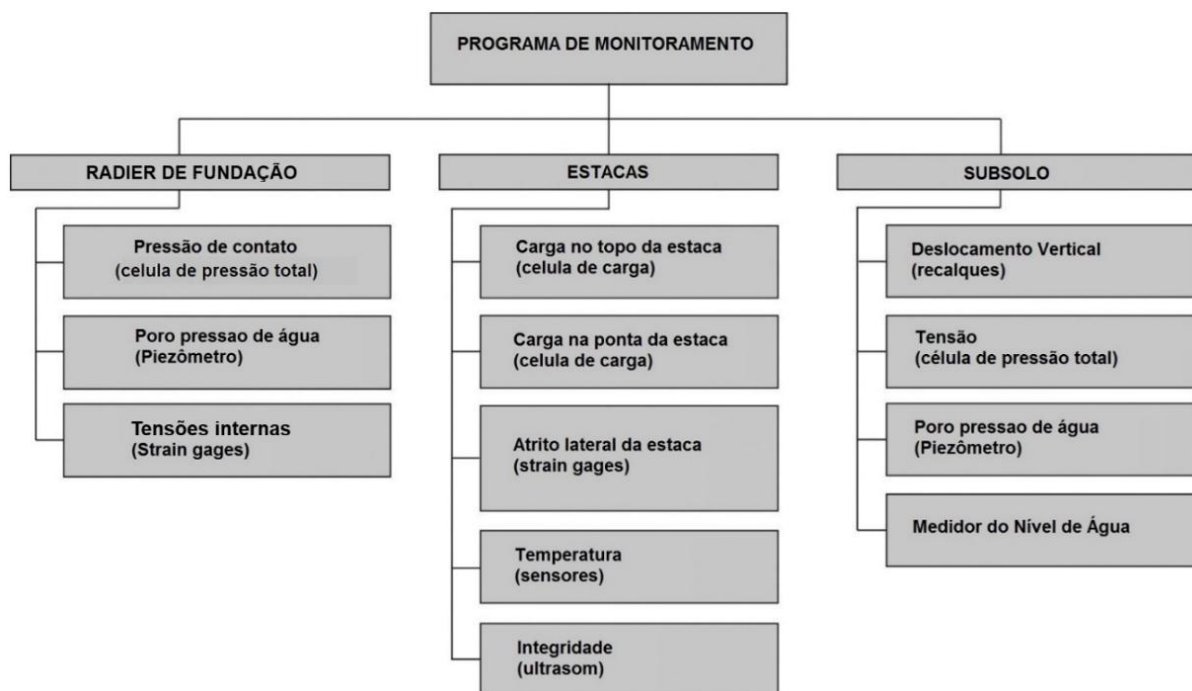 PROGRAMA DE MONITORAMENTO
RADIER DE FUNDAÇÃO
Pressão de contato
(celula de pressão total)
Poro pressao de água
(Piezômetro)
Tensões internas
(Strain gages)
ESTACAS
Carga no topo da estaca
(celula de carga)
Carga na ponta da estaca
(celula de carga)
Atrito lateral da estaca
(strain gages)
Temperatura
(sensores)
Integridade
(ultrasom)
SUBSOLO
Deslocamento Vertical
(recalques)
Tensão
(célula de pressão total)
Poro pressao de água
(Piezômetro)
Medidor do Nível de Água